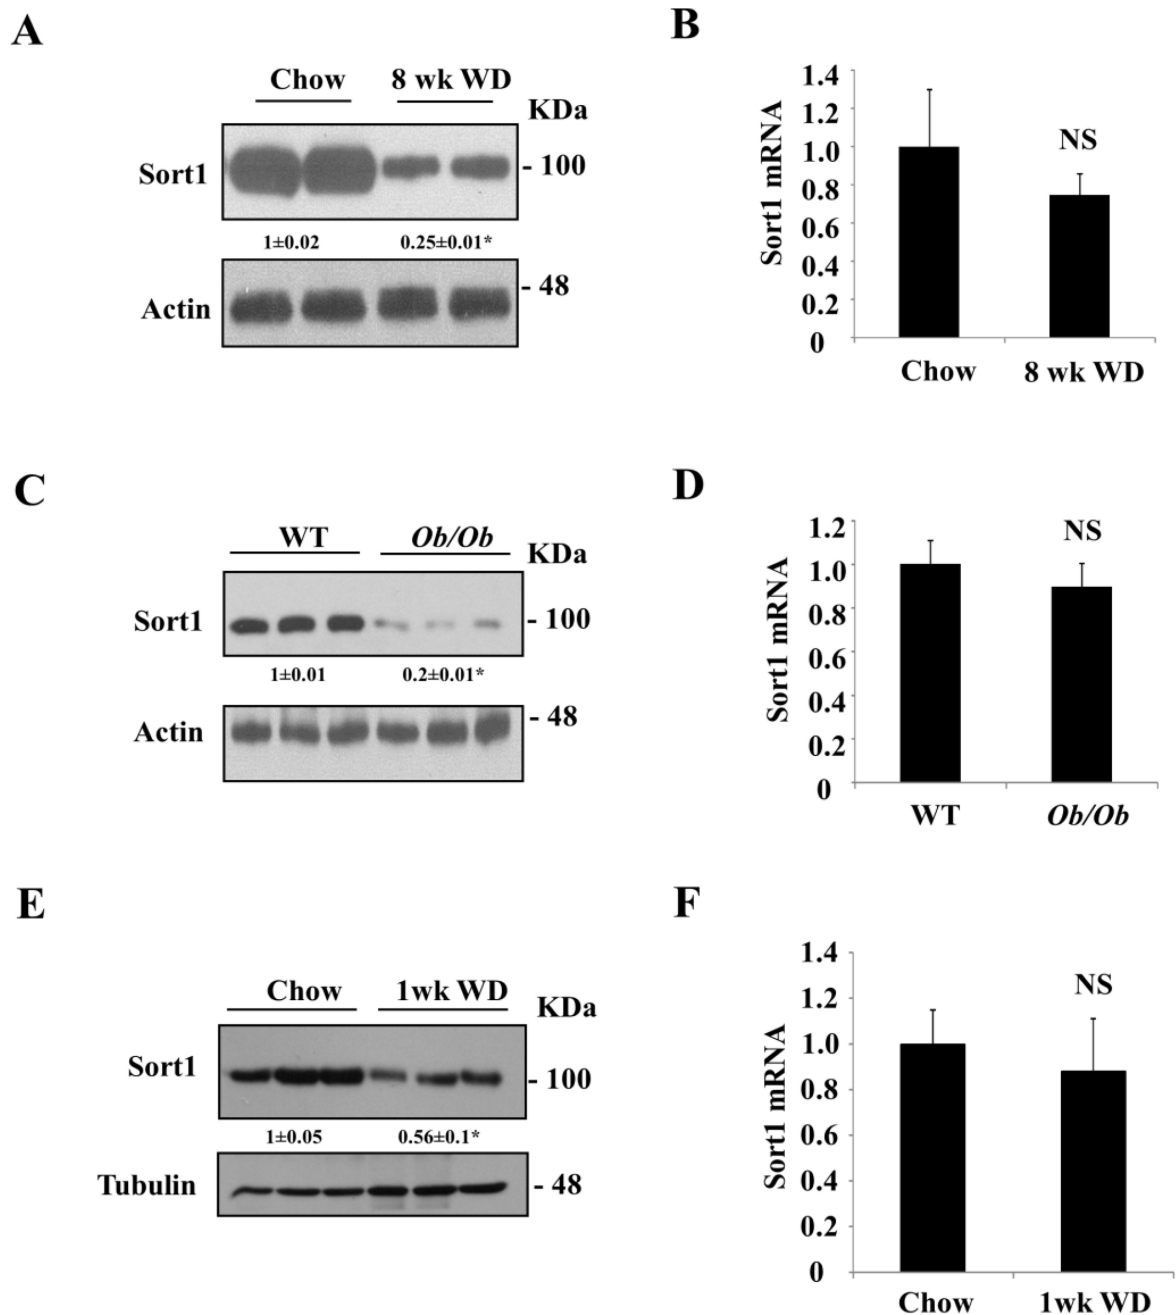 A
Chow 8 wk WD
KDa
Sort1
- 100
1±0.02 0.25±0.01*
Actin
- 48
B
Sort1 mRNA
1.4
1.2
1.0
0.8
0.6
0.4
0.2
0
NS
Chow 8 wk WD
C
WT Ob/Ob
KDa
Sort1
- 100
1±0.01 0.2±0.01*
Actin
- 48
D
Sort1 mRNA
1.2
1.0
0.8
0.6
0.4
0.2
0
NS
WT Ob/Ob
E
Chow 1wk WD
KDa
Sort1
- 100
1±0.05 0.56±0.1*
Tubulin
- 48
F
Sort1 mRNA
1.4
1.2
1.0
0.8
0.6
0.4
0.2
0
NS
Chow 1wk WD